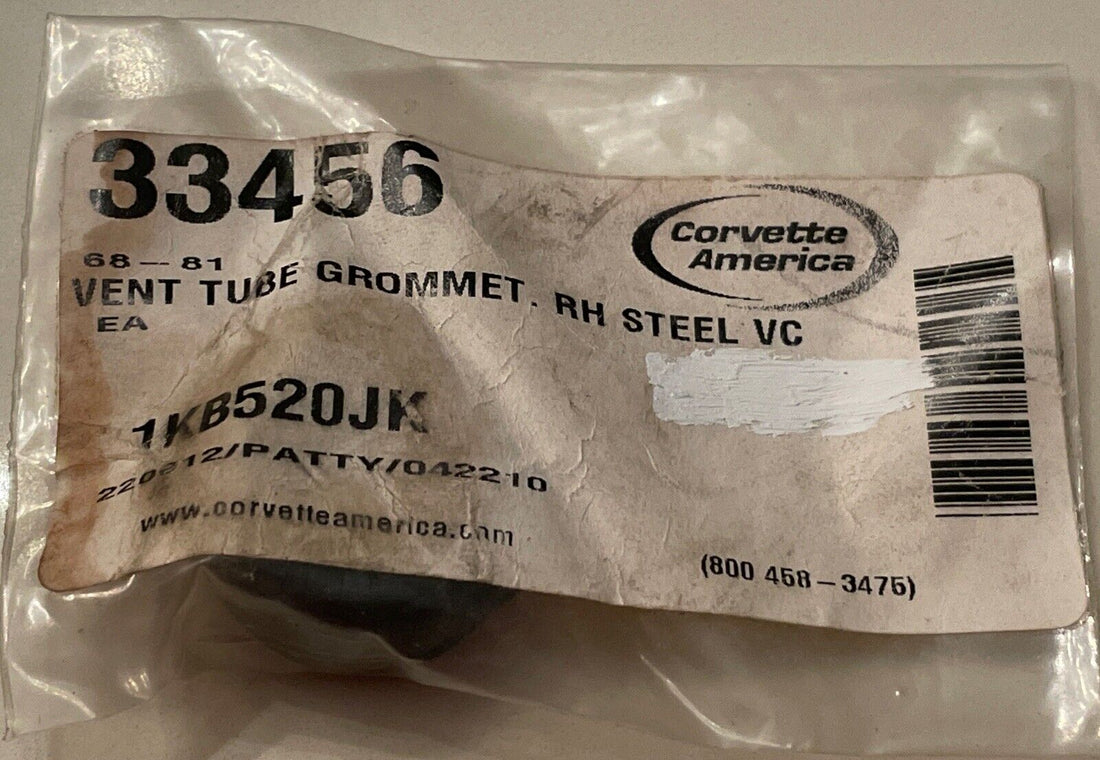 33456
68-81
VENT TUBE GROMMET. RH STEEL VC
EA
Corvette
America
1KB520JK
/PATTY/042210
www.corvetteamerica.com
(800 458-3475)